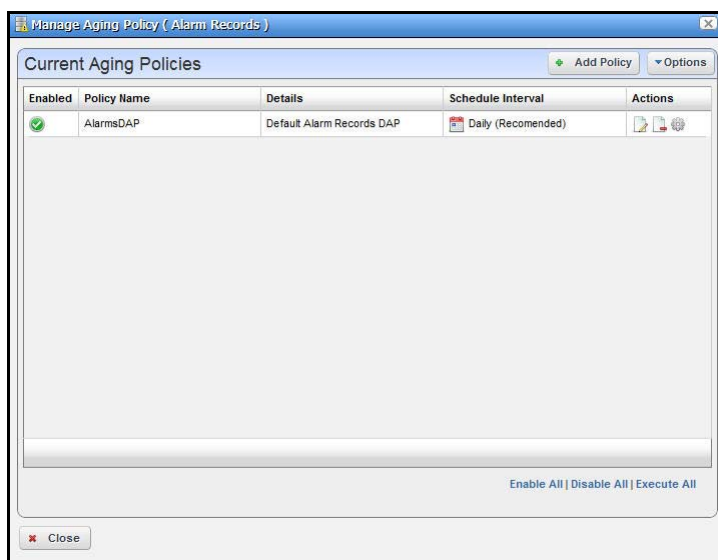 Manage Aging Policy ( Alarm Records )
Current Aging Policies
Add Policy
Options
Enabled Policy Name Details Schedule Interval Actions
AlarmsDAP Default Alarm Records DAP Daily (Recomended)
Enable All | Disable All | Execute All
Close